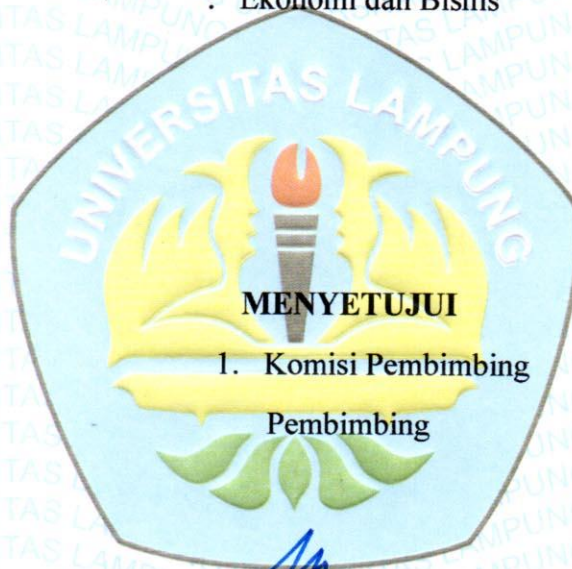 : Ekonomi dan Bisnis
UNIVERSITAS LAMPUNG
MENYETUJUI
1. Komisi Pembimbing
Pembimbing